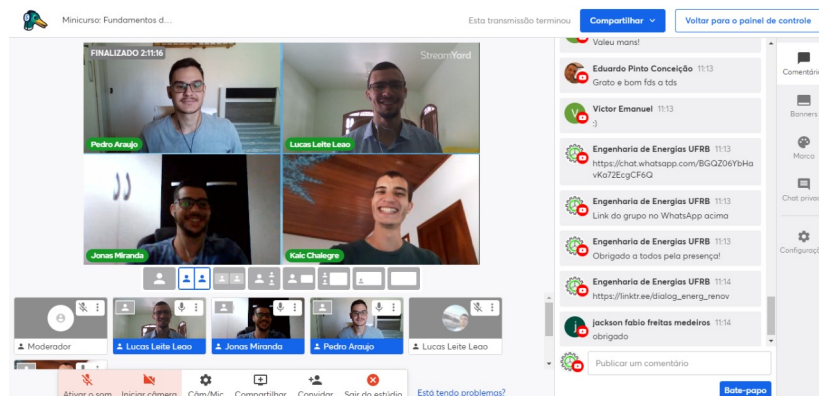 Minicurso: Fundamentos d...
Esta transmissão terminou
Compartilhar
Voltar para o painel de controle
FINALIZADO 2:11:16
StreamYard
Pedro Araujo
Lucas Leite Leao
Jonas Miranda
Kaic Chalegre
Moderador
Lucas Leite Leao
Jonas Miranda
Pedro Araujo
Lucas Leite Leao
Ativar o som
Iniciar câmera
Câm/Mic
Compartilhar
Convidar
Sair do estúdio
Está tendo problemas?
Valeu mans!
Eduardo Pinto Conceição 11:13
Grato e bom fds a tds
Victor Emanuel 11:13
:)
Engenharia de Energias UFRB 11:13
https://chat.whatsapp.com/BGQZ06YbHa
vKo72EcgCF6Q
Engenharia de Energias UFRB 11:13
Link do grupo no WhatsApp acima
Engenharia de Energias UFRB 11:13
Obrigado a todos pela presença!
Engenharia de Energias UFRB 11:14
https://linktr.ee/dialog_energ_renov
jackson fabio freitas medeiros 11:14
obrigado
Publicar um comentário
Bate-papo
Comentário
Banners
Marca
Chat priva
Configuraç